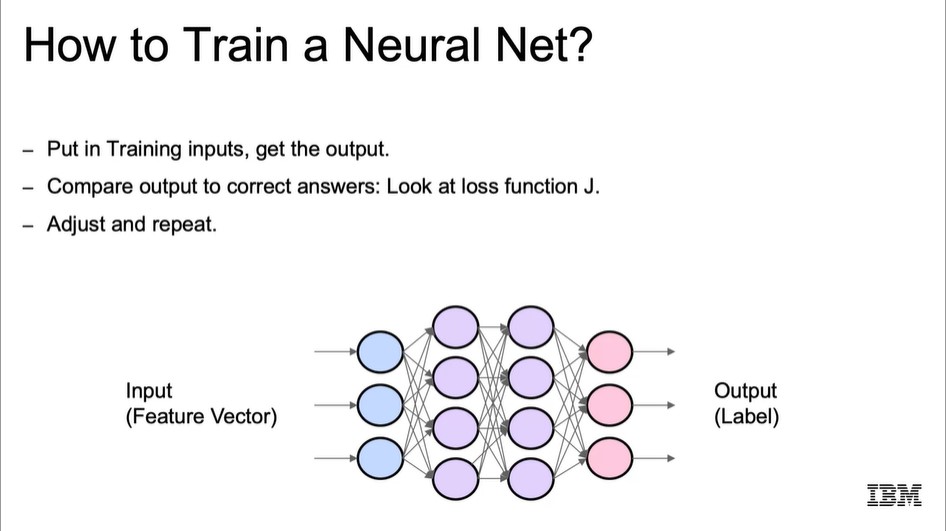 How to Train a Neural Net?
– Put in Training inputs, get the output.
– Compare output to correct answers: Look at loss function J.
– Adjust and repeat.
Input
(Feature Vector)
Output
(Label)
IBM